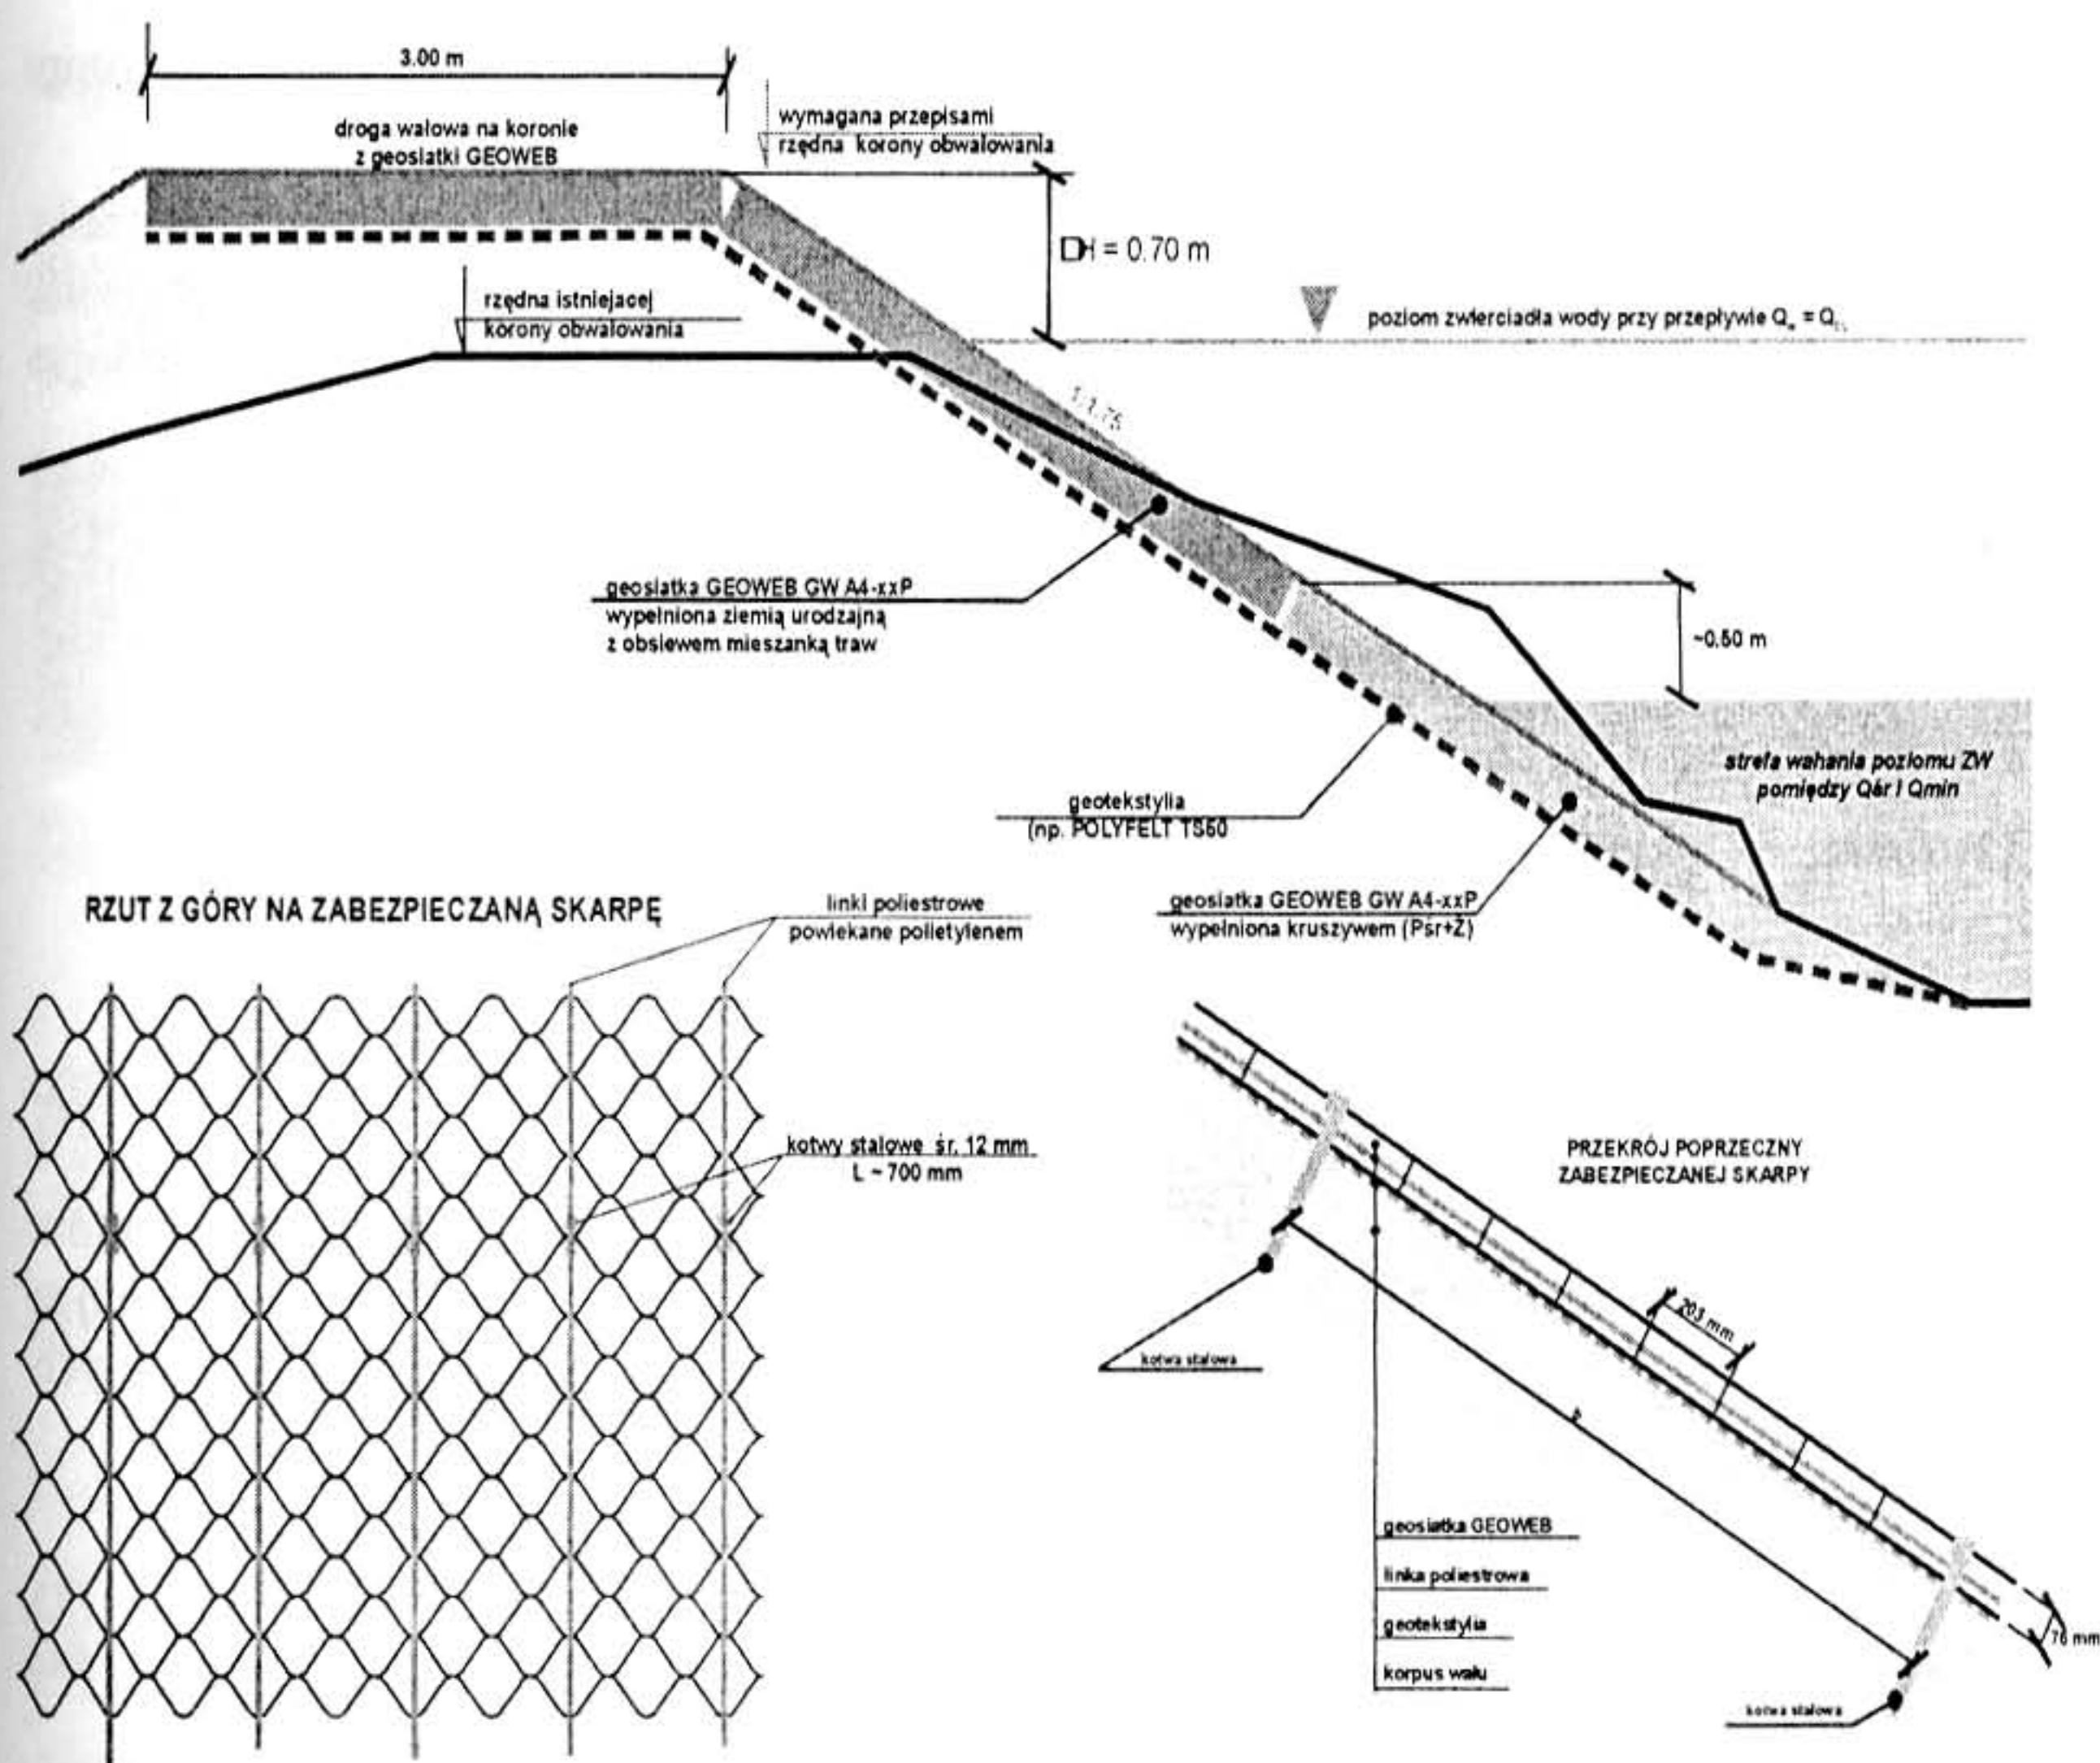 3.00 m
droga wałowa na koronie
z geosiatki GEOWEB
wymagana przepisami
rzędna korony obwałowania
DH = 0.70 m
rzędna istniejacej
korony obwałowania
poziom zwierciadła wody przy przepływie Q = Q
1:1.75
geosiatka GEOWEB GW A4-xxP
wypełniona ziemią urodzajną
z obsiewem mieszanką traw
~0.50 m
strefa wahania poziomu ZW
pomiędzy Qśr i Qmin
geotekstylia
(np. POLYFELT TS60
geosiatka GEOWEB GW A4-xxP
wypełniona kruszywem (Pśr+Ż)
RZUT Z GÓRY NA ZABEZPIECZANĄ SKARPĘ
linki poliestrowe
powlekane polietylenem
kotwy stalowe śr. 12 mm
L ~ 700 mm
PRZEKRÓJ POPRZECZNY
ZABEZPIECZANEJ SKARPY
203 mm
kotwa stalowa
geosiatka GEOWEB
linka poliestrowa
geotekstylia
korpus wału
76 mm
kotwa stalowa